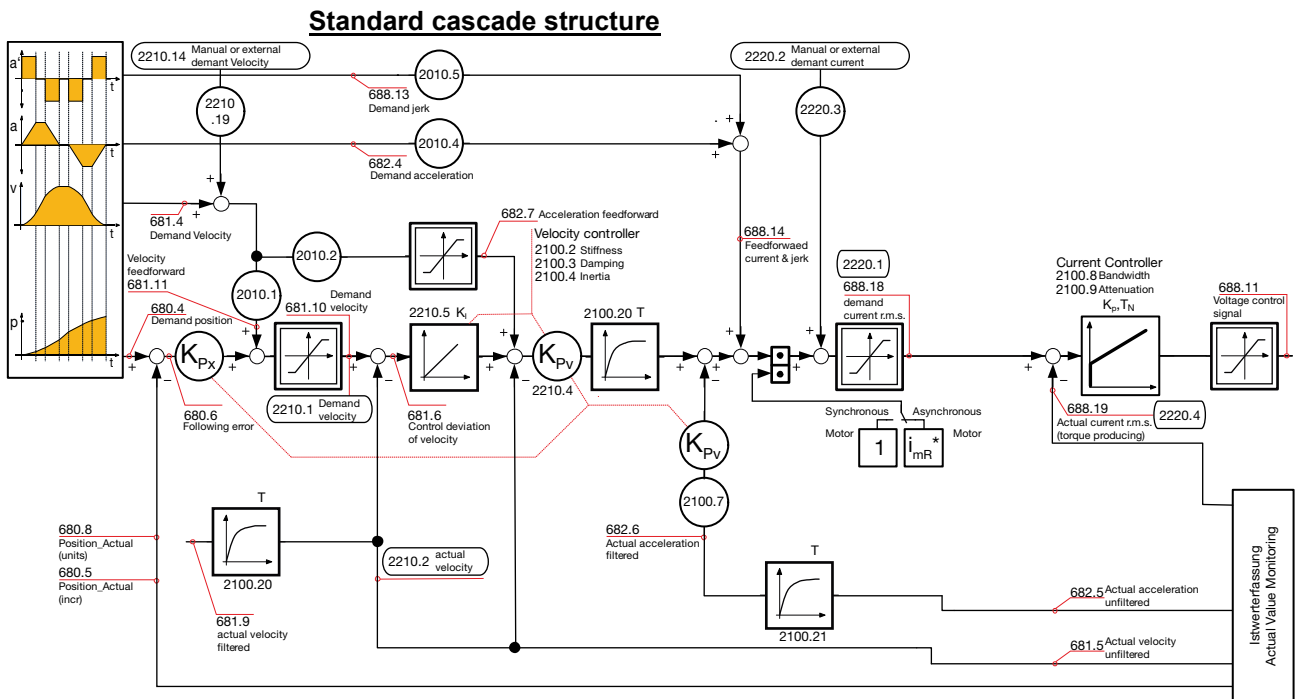 Standard cascade structure
a'
t
a
t
v
t
p
t
2210.14 Manual or external
demant Velocity
2210
.19
2010.5
688.13
Demand jerk
2010.4
682.4
Demand acceleration
2220.2 Manual or external
demant current
2220.3
+
+
+
+
681.4
Demand Velocity
682.7 Acceleration feedforward
Velocity controller
2100.2 Stiffness
2100.3 Damping
2100.4 Inertia
688.14
Feedforwaed
current & jerk
2220.1
688.18
demand
current r.m.s.
Current Controller
2100.8 Bandwidth
2100.9 Attenuation
Kp,TN
688.11
Voltage control
signal
Velocity
feedforward
681.11
2010.2
2010.1
680.4
Demand position
681.10 Demand
velocity
2210.5 KI
2100.20 T
+
−
KPx
+
+
+
−
+
+
−
KPv
2210.4
+
−
+
+
+
+
+
−
680.6
Following error
2210.1 Demand
velocity
681.6
Control deviation
of velocity
KPv
Synchronous
Motor
1
Asynchronous
Motor
imR*
688.19
Actual current r.m.s.
(torque producing)
2220.4
2100.7
T
2100.20
680.8
Position_Actual
(units)
680.5
Position_Actual
(incr)
681.9
actual velocity
filtered
2210.2 actual
velocity
682.6
Actual acceleration
filtered
T
2100.21
682.5 Actual acceleration
unfiltered
681.5 Actual velocity
unfiltered
Istwerterfassung
Actual Value Monitoring